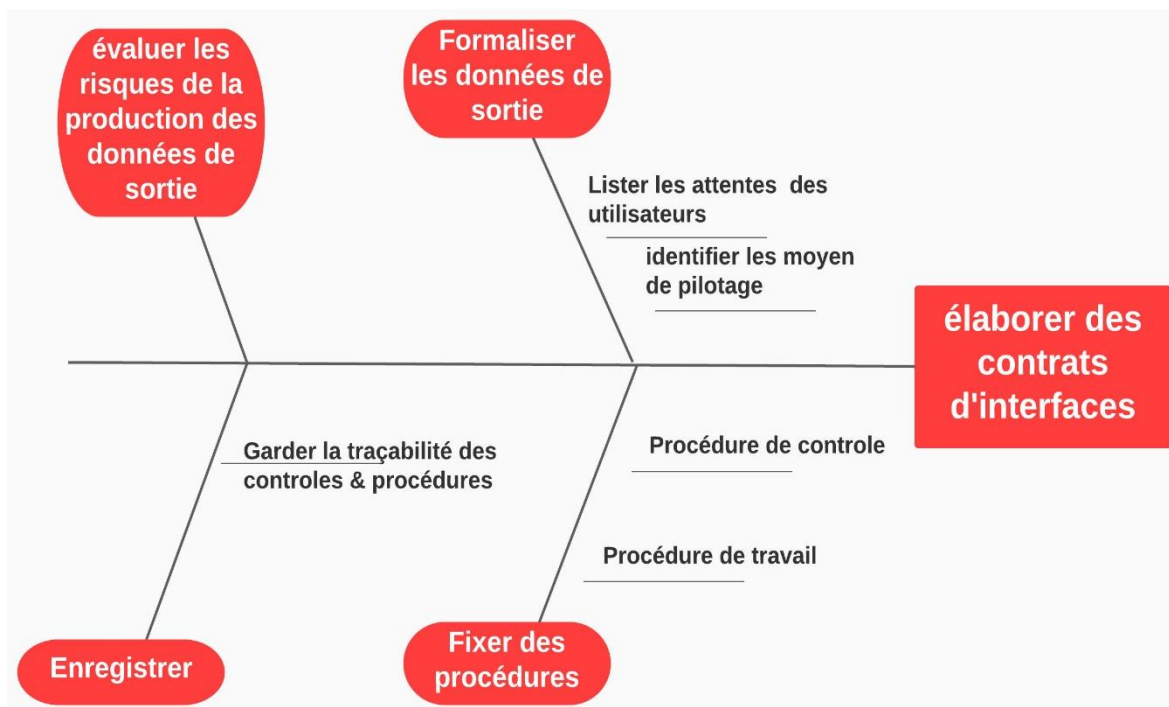 évaluer les
risques de la
production des
données de
sortie
Formaliser
les données de
sortie
Lister les attentes  des
utilisateurs
identifier les moyen
de pilotage
élaborer des
contrats
d'interfaces
Garder la traçabilité des
controles & procédures
Procédure de controle
Procédure de travail
Enregistrer
Fixer des
procédures